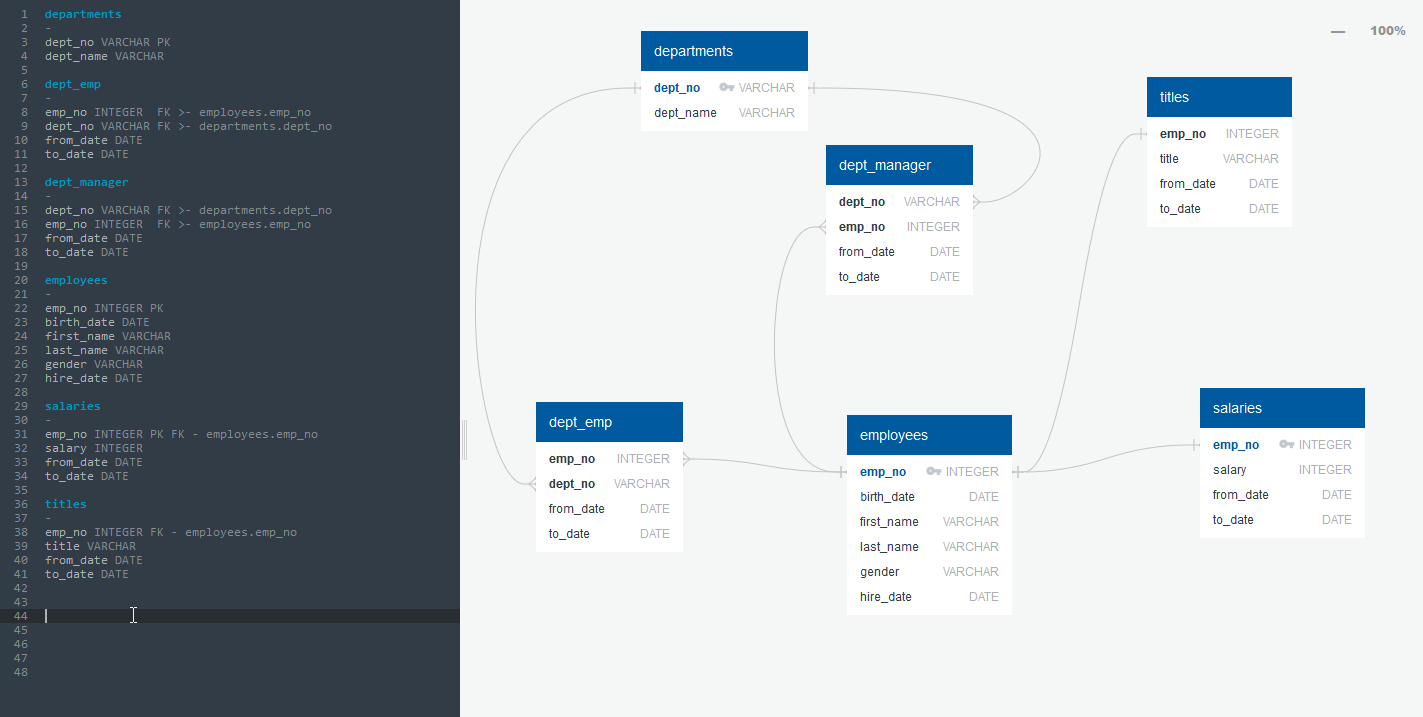 1 departments
2 -
3 dept_no VARCHAR PK
4 dept_name VARCHAR
5
6 dept_emp
7 -
8 emp_no INTEGER  FK >- employees.emp_no
9 dept_no VARCHAR FK >- departments.dept_no
10 from_date DATE
11 to_date DATE
12
13 dept_manager
14 -
15 dept_no VARCHAR FK >- departments.dept_no
16 emp_no INTEGER  FK >- employees.emp_no
17 from_date DATE
18 to_date DATE
19
20 employees
21 -
22 emp_no INTEGER PK
23 birth_date DATE
24 first_name VARCHAR
25 last_name VARCHAR
26 gender VARCHAR
27 hire_date DATE
28
29 salaries
30 -
31 emp_no INTEGER PK FK - employees.emp_no
32 salary INTEGER
33 from_date DATE
34 to_date DATE
35
36 titles
37 -
38 emp_no INTEGER FK - employees.emp_no
39 title VARCHAR
40 from_date DATE
41 to_date DATE
42
43
44
45
46
47
48
— 100%
departments
dept_no VARCHAR
dept_name VARCHAR
titles
emp_no INTEGER
title VARCHAR
from_date DATE
to_date DATE
dept_manager
dept_no VARCHAR
emp_no INTEGER
from_date DATE
to_date DATE
dept_emp
emp_no INTEGER
dept_no VARCHAR
from_date DATE
to_date DATE
employees
emp_no INTEGER
birth_date DATE
first_name VARCHAR
last_name VARCHAR
gender VARCHAR
hire_date DATE
salaries
emp_no INTEGER
salary INTEGER
from_date DATE
to_date DATE